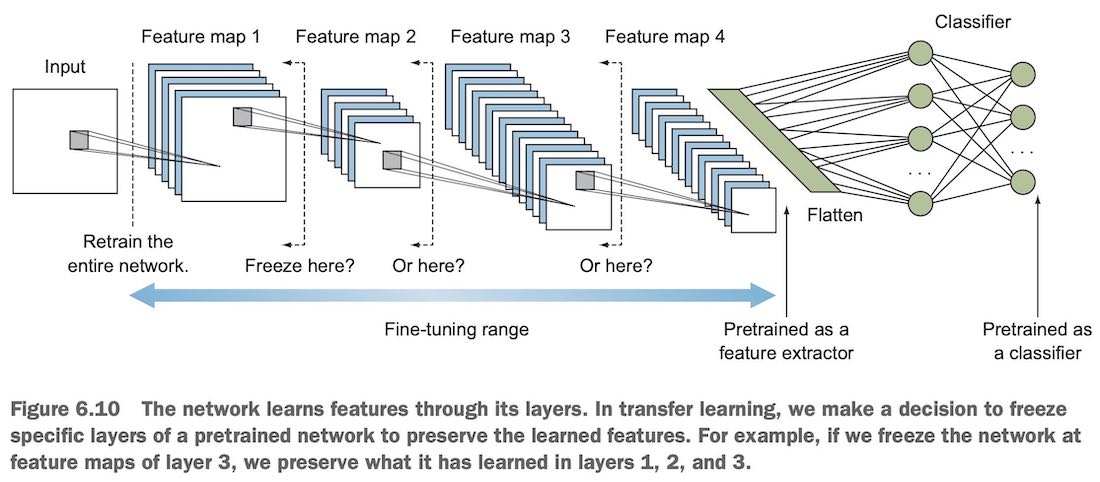 Classifier
Feature map 1
Feature map 2
Feature map 3
Feature map 4
Input
. . .
. . .
Flatten
Retrain the
entire network.
Freeze here?
Or here?
Or here?
Fine-tuning range
Pretrained as a
feature extractor
Pretrained as
a classifier
Figure 6.10 The network learns features through its layers. In transfer learning, we make a decision to freeze
specific layers of a pretrained network to preserve the learned features. For example, if we freeze the network at
feature maps of layer 3, we preserve what it has learned in layers 1, 2, and 3.